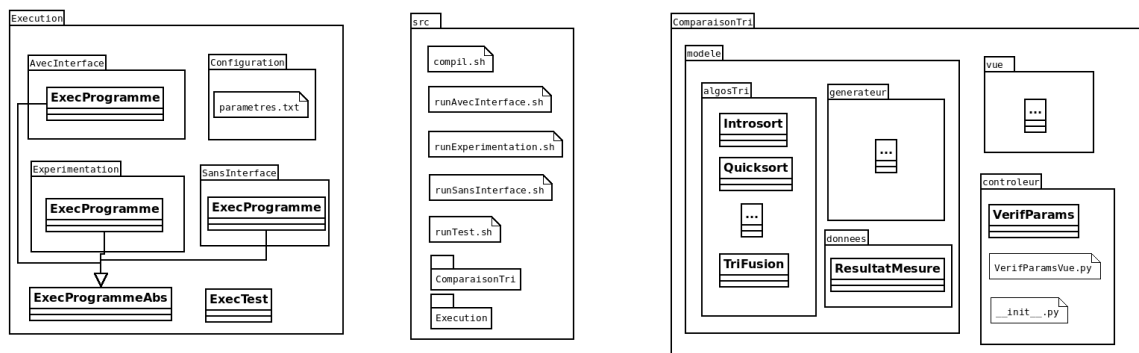 Execution
AvecInterface
ExecProgramme
Configuration
parametres.txt
Experimentation
ExecProgramme
SansInterface
ExecProgramme
ExecProgrammeAbs
ExecTest
src
compil.sh
runAvecInterface.sh
runExperimentation.sh
runSansInterface.sh
runTest.sh
ComparaisonTri
Execution
ComparaisonTri
modele
algosTri
Introsort
Quicksort
...
TriFusion
generateur
...
donnees
ResultatMesure
vue
...
controleur
VerifParams
VerifParamsVue.py
__init__.py